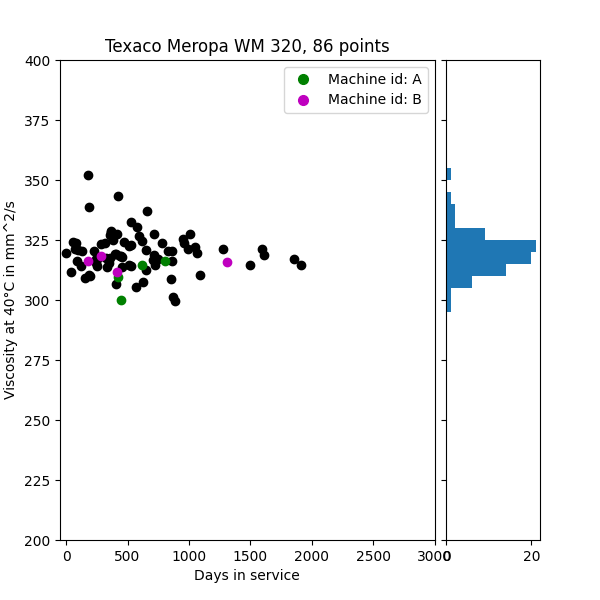 Texaco Meropa WM 320, 86 points
Machine id: A
Machine id: B
Viscosity at 40°C in mm^2/s
400
375
350
325
300
275
250
225
200
0 500 1000 1500 2000 2500 3000
0 20
Days in service